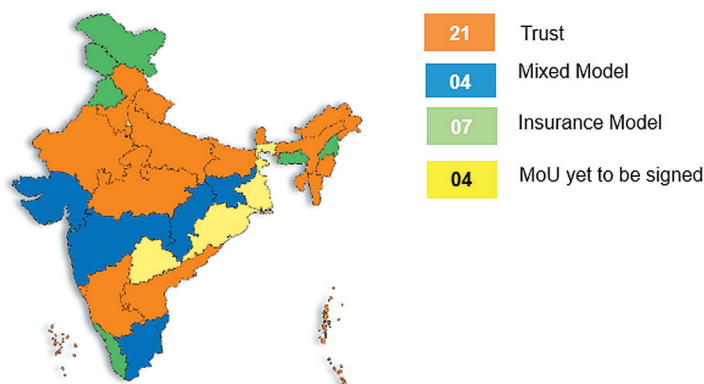 21 Trust
04 Mixed Model
07 Insurance Model
04 MoU yet to be signed